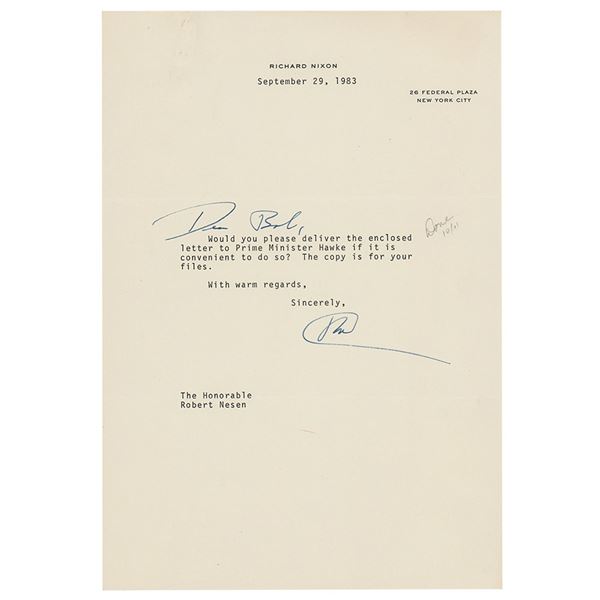 RICHARD NIXON
September 29, 1983
26 FEDERAL PLAZA
NEW YORK CITY
Dear Bob,
Done
Would you please deliver the enclosed
letter to Prime Minister Hawke if it is
convenient to do so?  The copy is for your
files.
With warm regards,
Sincerely,
RN
The Honorable
Robert Nesen